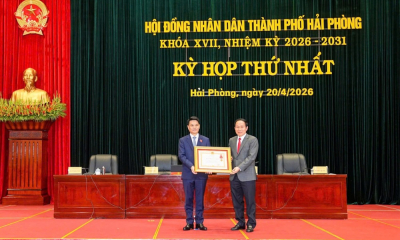 HỘI ĐỒNG NHÂN DÂN THÀNH PHỐ HẢI PHÒNG
KHÓA XVII, NHIỆM KỲ 2026 - 2031
KỲ HỌP THỨ NHẤT
Hải Phòng, ngày 20/4/2026